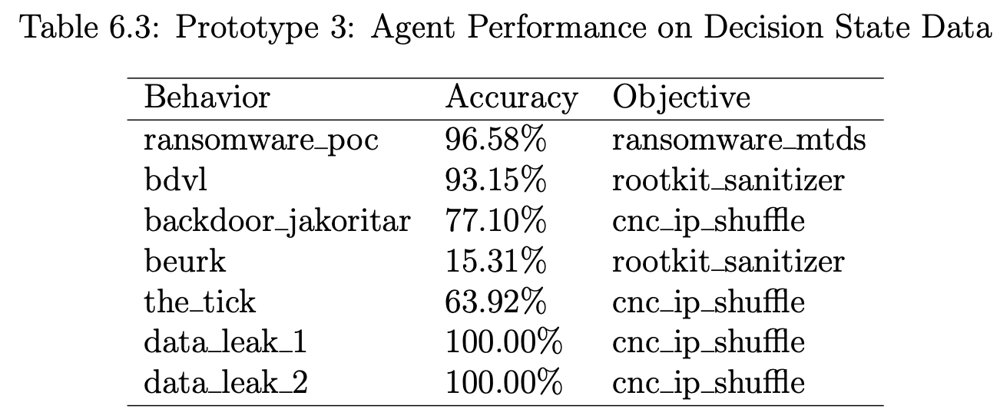 Table 6.3: Prototype 3: Agent Performance on Decision State Data
Behavior Accuracy Objective
ransomware_poc 96.58% ransomware_mtds
bdvl 93.15% rootkit_sanitizer
backdoor_jakoritar 77.10% cnc_ip_shuffle
beurk 15.31% rootkit_sanitizer
the_tick 63.92% cnc_ip_shuffle
data_leak_1 100.00% cnc_ip_shuffle
data_leak_2 100.00% cnc_ip_shuffle